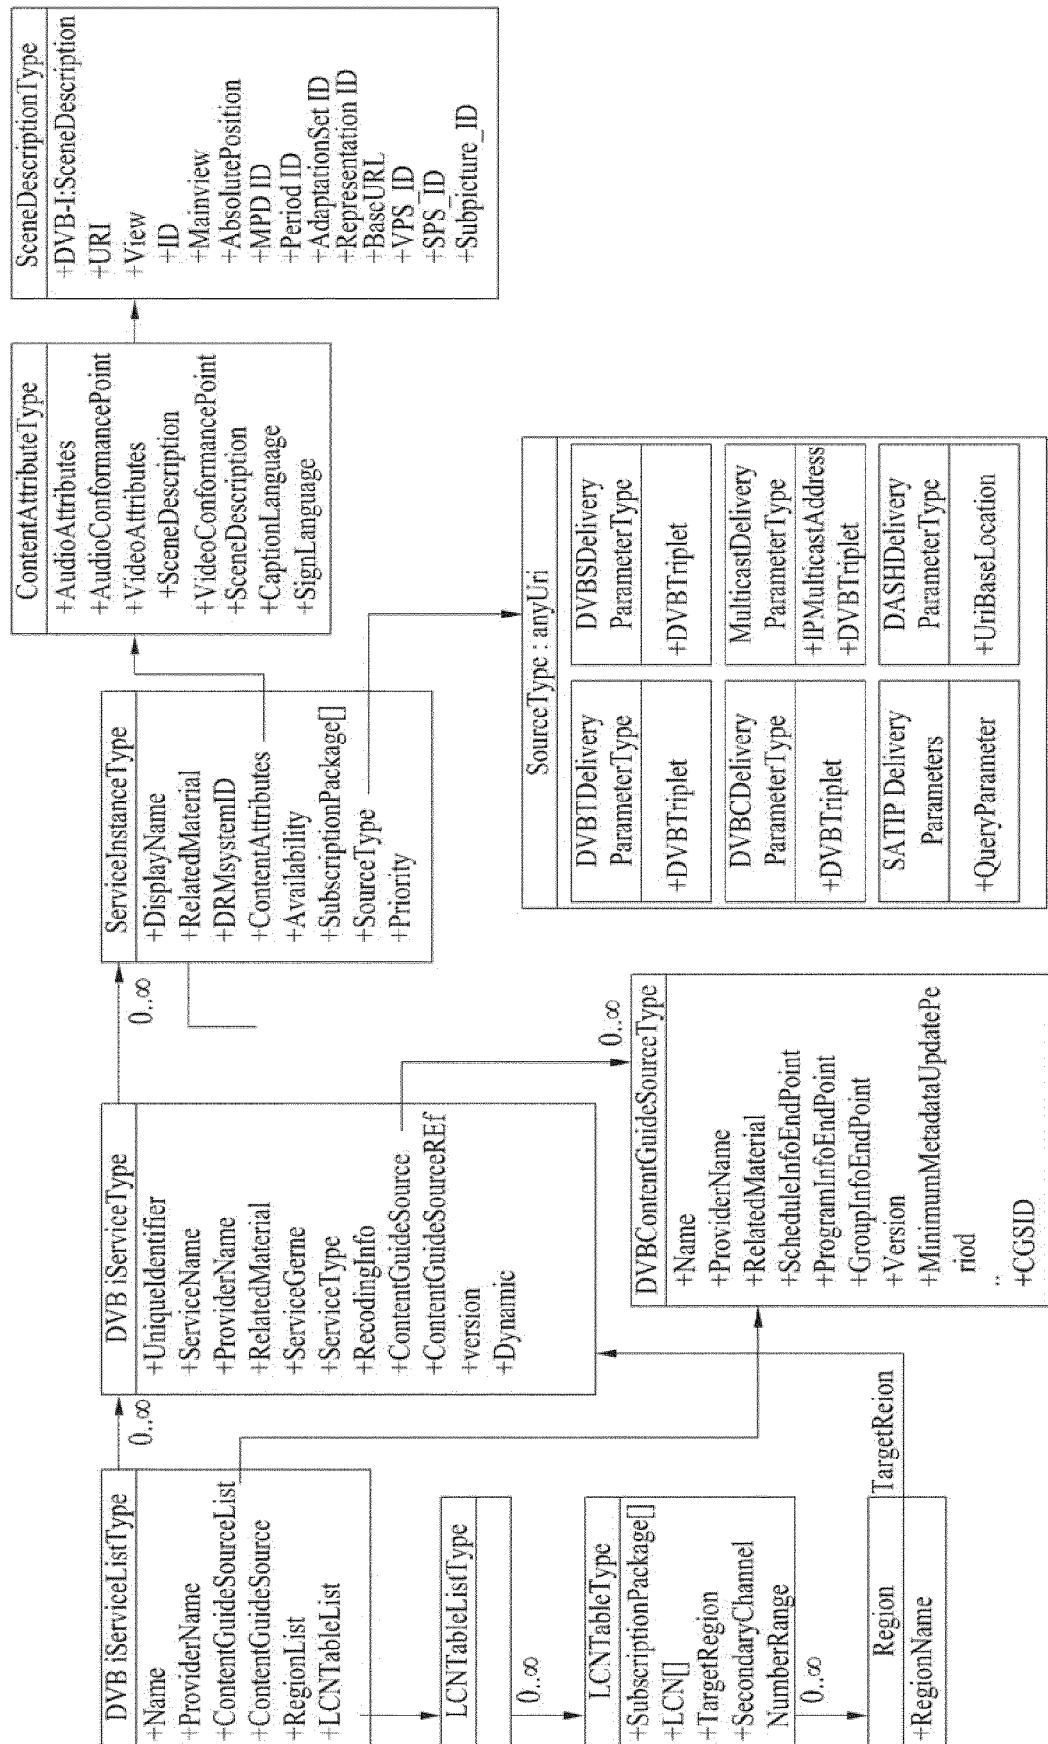 DVB iServiceListType
+Name
+ProviderName
+ContentGuideSourceList
+ContentGuideSource
+RegionList
+LCNTableList
LCNTableListType
0..∞
LCNTableType
+SubscriptionPackage[]
+LCN[]
+TargetRegion
+SecondaryChannel
NumberRange
0..∞
Region
+RegionName
TargetReion
0..∞
DVB iServiceType
+UniqueIdentifier
+ServiceName
+ProviderName
+RelatedMaterial
+ServiceGerne
+ServiceType
+RecodingInfo
+ContentGuideSource
+ContentGuideSourceREf
+version
+Dynamic
0..∞
DVBContentGuideSourceType
+Name
+ProviderName
+RelatedMaterial
+ScheduleInfoEndPoint
+ProgramInfoEndPoint
+GroupInfoEndPoint
+Version
+MinimumMetadataUpdatePe
riod
..
+CGSID
0..∞
ServiceInstanceType
+DisplayName
+RelatedMaterial
+DRMsystemID
+ContentAttributes
+Availability
+SubscriptionPackage[]
+SourceType
+Priority
SourceType : anyUri
DVBTDelivery
ParameterType
+DVBTriplet
DVBSDelivery
ParameterType
+DVBTriplet
DVBCDelivery
ParameterType
+DVBTriplet
MulticastDelivery
ParameterType
+IPMulticastAddress
+DVBTriplet
SATIP Delivery
Parameters
+QueryParameter
DASHDelivery
ParameterType
+UriBaseLocation
ContentAttributeType
+AudioAttributes
+AudioConformancePoint
+VideoAttributes
+SceneDescription
+VideoConformancePoint
+SceneDescription
+CaptionLanguage
+SignLanguage
SceneDescriptionType
+DVB-I:SceneDescription
+URI
+View
+ID
+Mainview
+AbsolutePosition
+MPD ID
+Period ID
+AdaptationSet ID
+Representation ID
+BaseURL
+VPS_ID
+SPS_ID
+Subpicture_ID